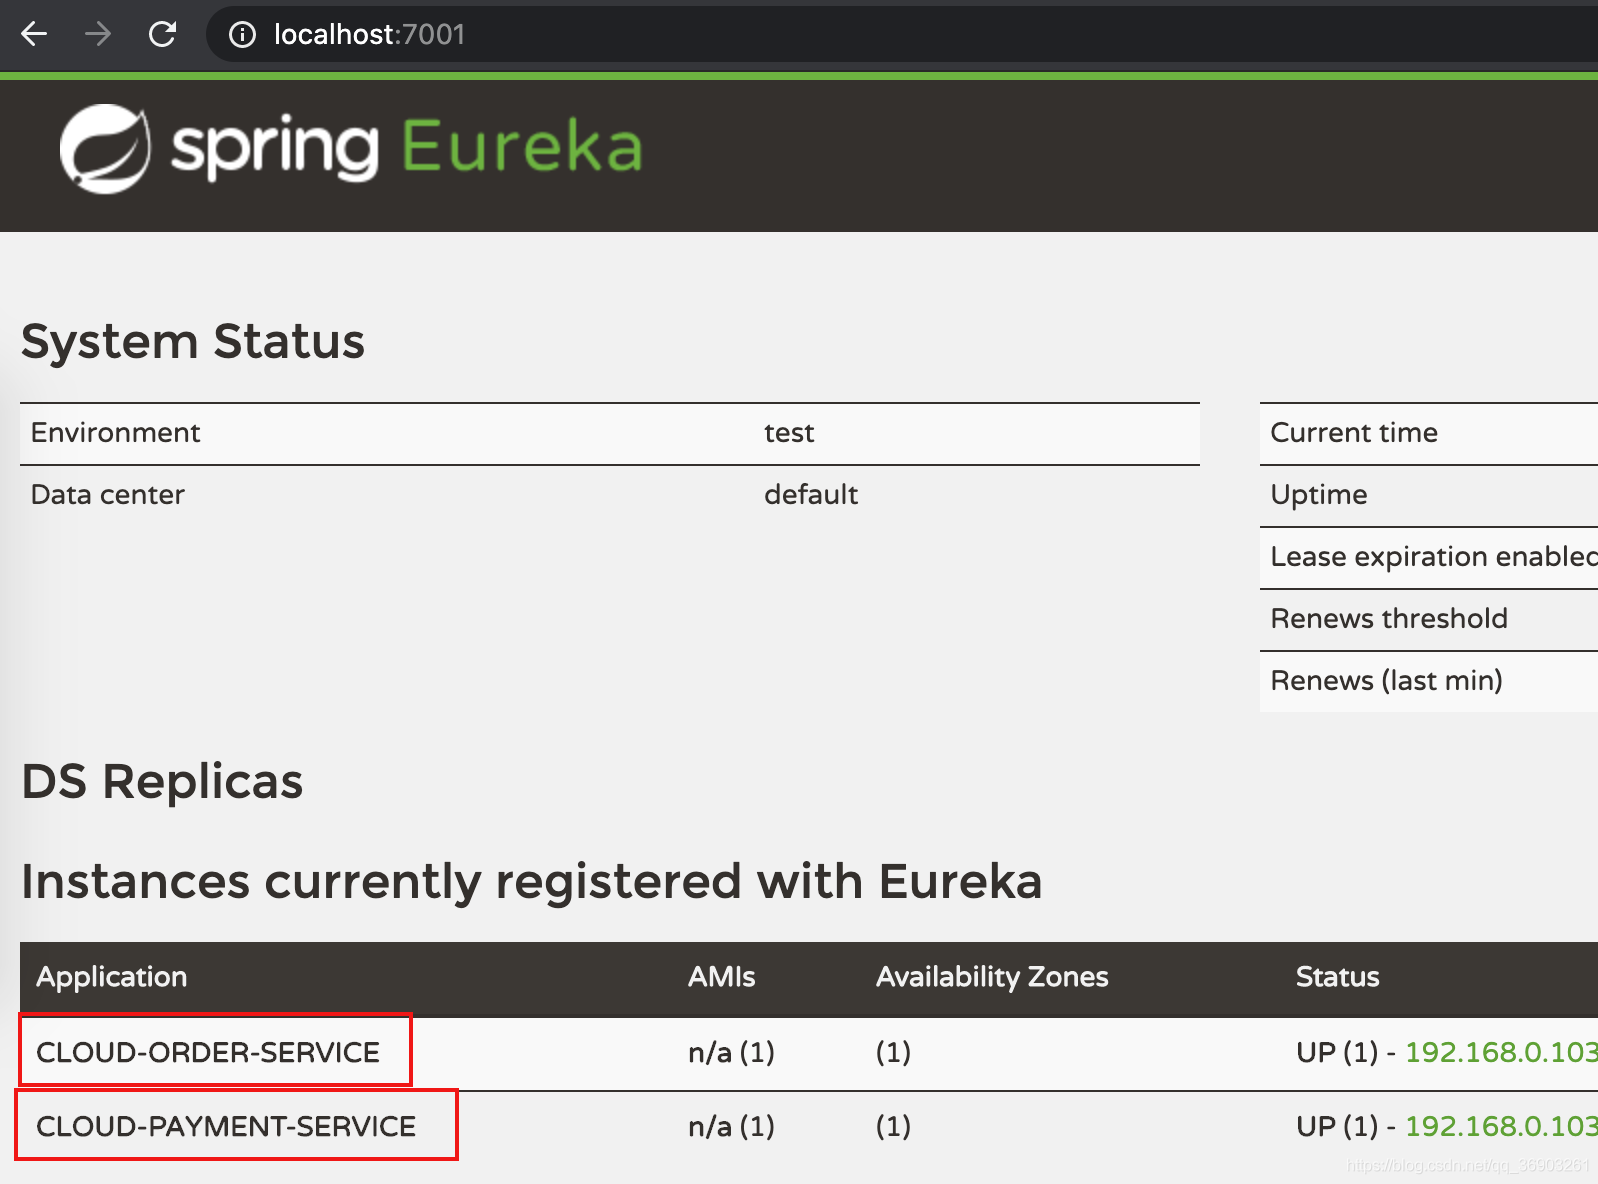 localhost:7001
spring Eureka
System Status
Environment test
Data center default
Current time
Uptime
Lease expiration enabled
Renews threshold
Renews (last min)
DS Replicas
Instances currently registered with Eureka
Application AMIs Availability Zones Status
CLOUD-ORDER-SERVICE n/a (1) (1) UP (1) - 192.168.0.103
CLOUD-PAYMENT-SERVICE n/a (1) (1) UP (1) - 192.168.0.103
https://blog.csdn.net/qq_36903261